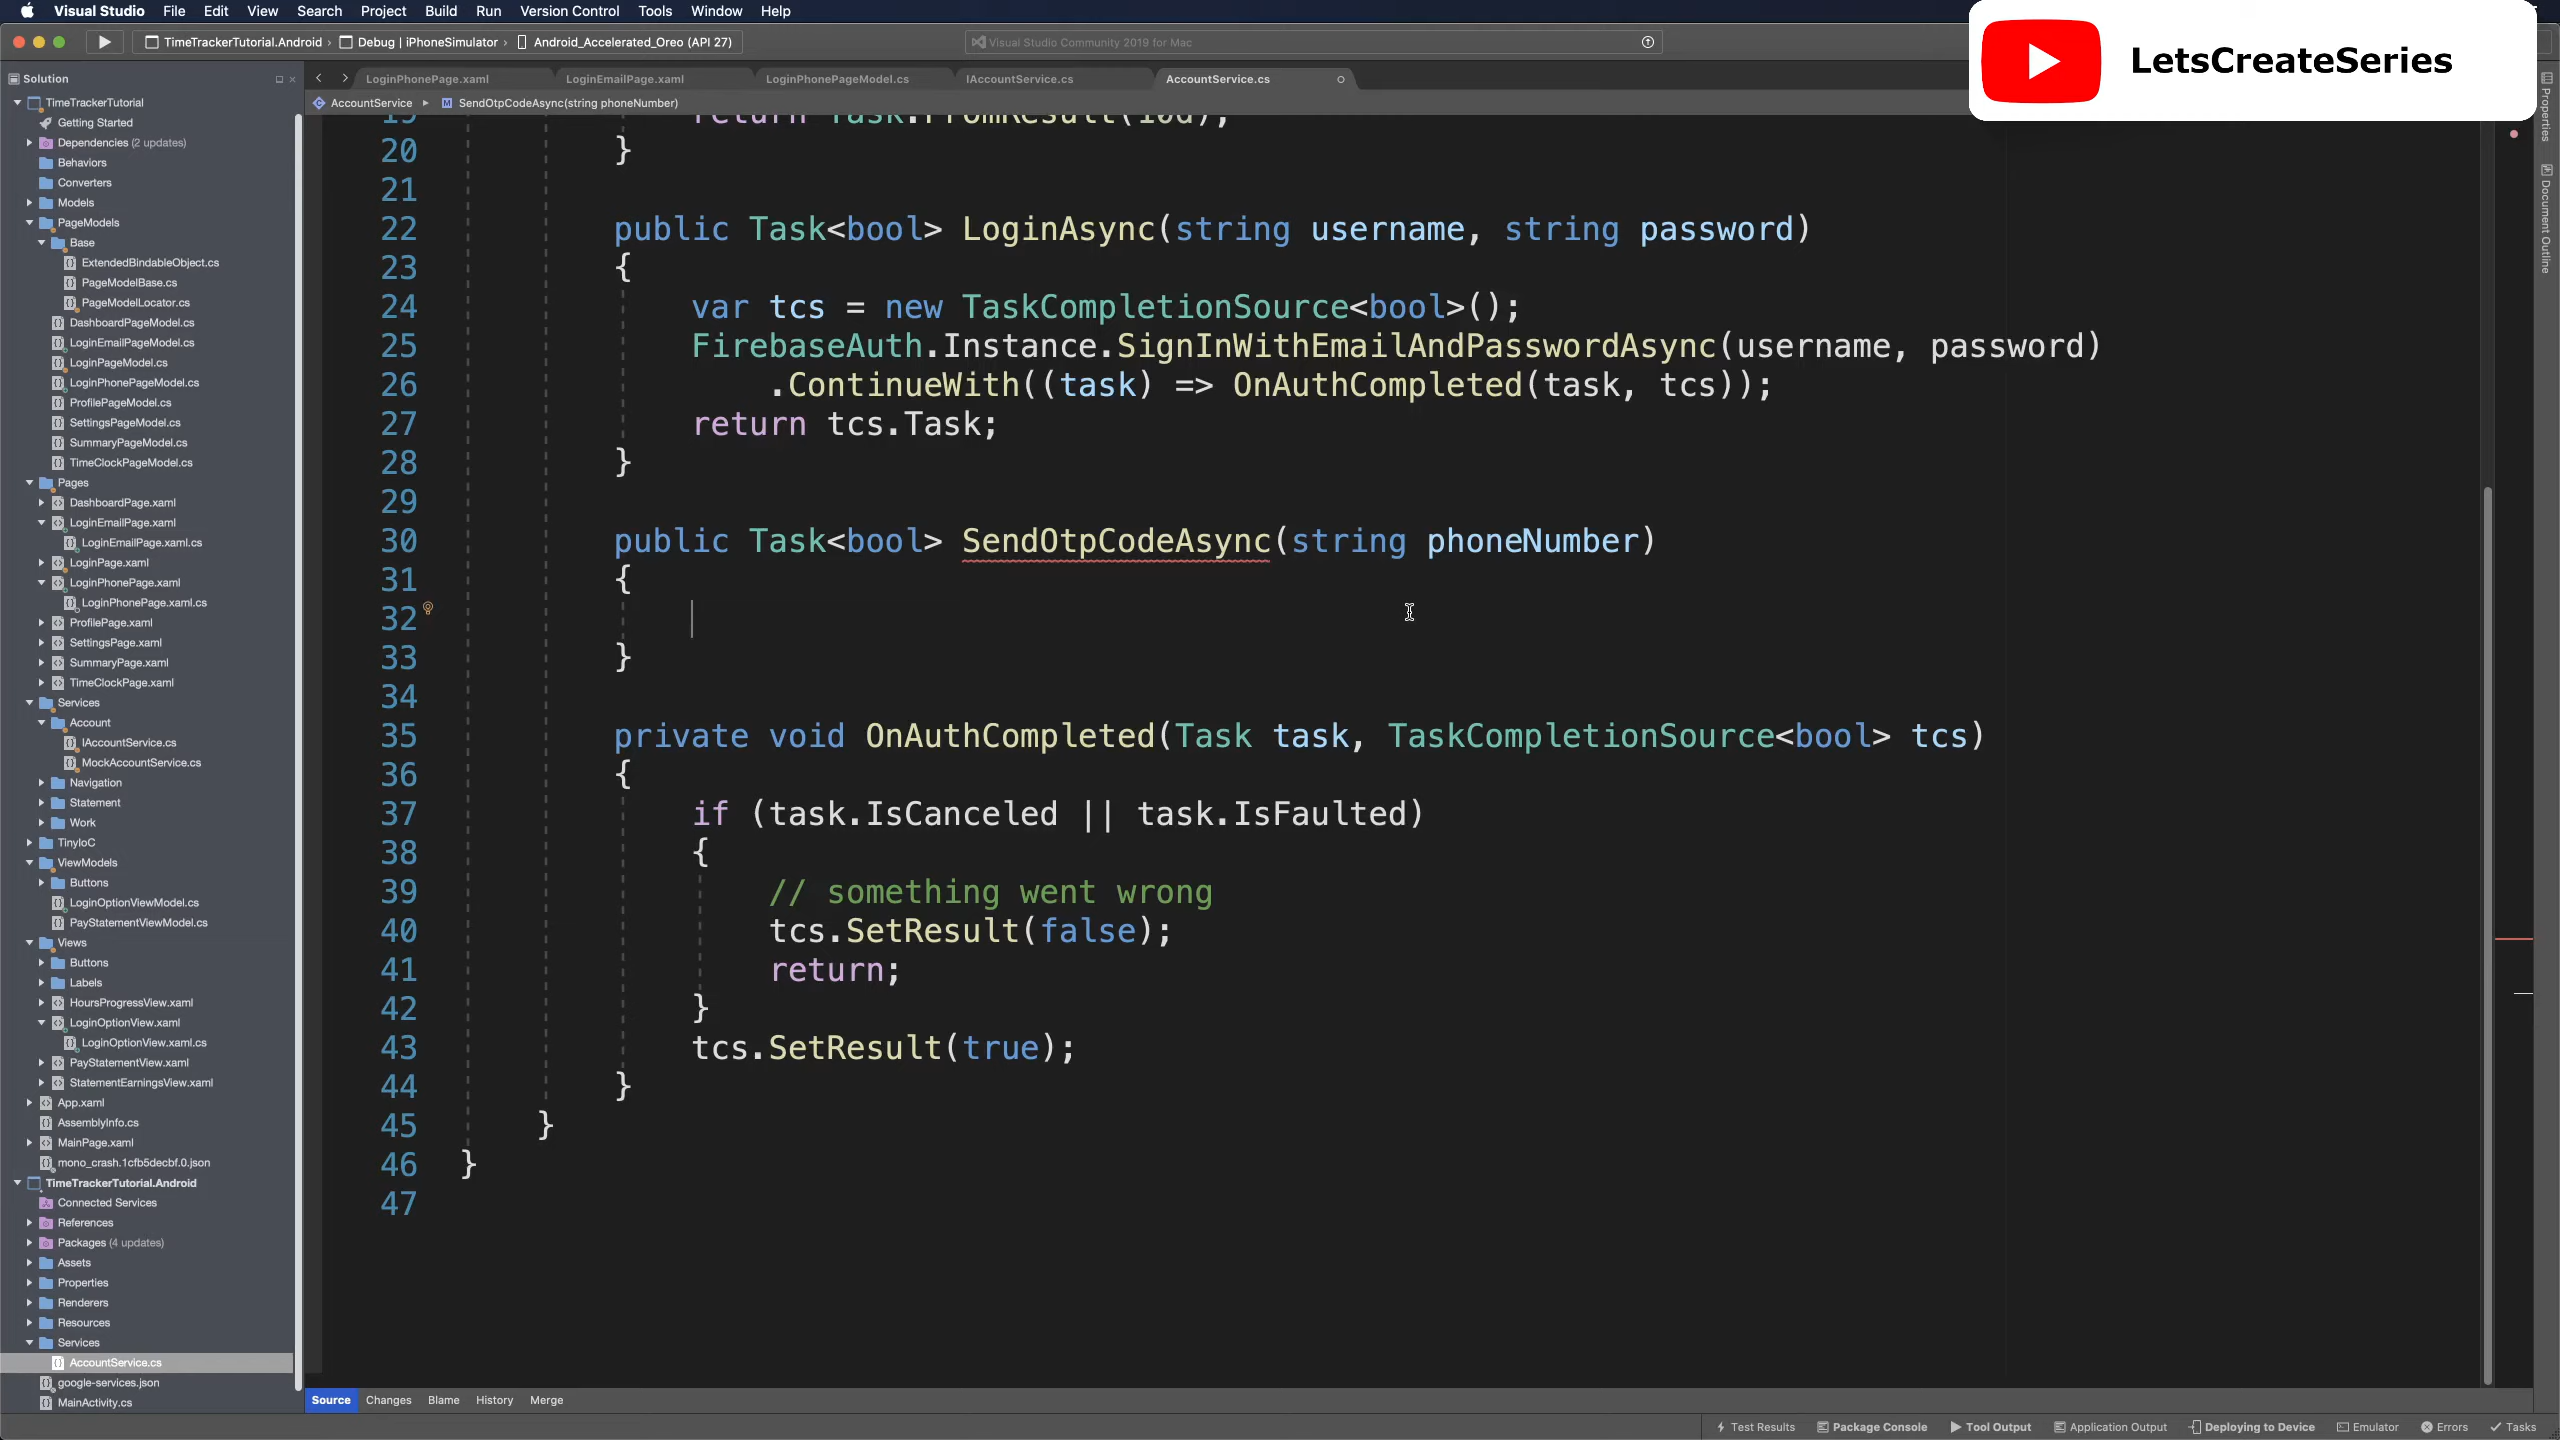 Visual Studio File Edit View Search Project Build Run Version Control Tools Window Help
LetsCreateSeries
TimeTrackerTutorial.Android › Debug | iPhoneSimulator › Android_Accelerated_Oreo (API 27)
Visual Studio Community 2019 for Mac
Solution
LoginPhonePage.xaml LoginEmailPage.xaml LoginPhonePageModel.cs IAccountService.cs AccountService.cs
AccountService SendOtpCodeAsync(string phoneNumber)
Properties
Document Outline
TimeTrackerTutorial
Getting Started
Dependencies (2 updates)
Behaviors
Converters
Models
PageModels
Base
ExtendedBindableObject.cs
PageModelBase.cs
PageModelLocator.cs
DashboardPageModel.cs
LoginEmailPageModel.cs
LoginPageModel.cs
LoginPhonePageModel.cs
ProfilePageModel.cs
SettingsPageModel.cs
SummaryPageModel.cs
TimeClockPageModel.cs
Pages
DashboardPage.xaml
LoginEmailPage.xaml
LoginEmailPage.xaml.cs
LoginPage.xaml
LoginPhonePage.xaml
LoginPhonePage.xaml.cs
ProfilePage.xaml
SettingsPage.xaml
SummaryPage.xaml
TimeClockPage.xaml
Services
Account
IAccountService.cs
MockAccountService.cs
Navigation
Statement
Work
TinyIoC
ViewModels
Buttons
LoginOptionViewModel.cs
PayStatementViewModel.cs
Views
Buttons
Labels
HoursProgressView.xaml
LoginOptionView.xaml
LoginOptionView.xaml.cs
PayStatementView.xaml
StatementEarningsView.xaml
App.xaml
AssemblyInfo.cs
MainPage.xaml
mono_crash.1cfb5decbf.0.json
TimeTrackerTutorial.Android
Connected Services
References
Packages (4 updates)
Assets
Properties
Renderers
Resources
Services
AccountService.cs
google-services.json
MainActivity.cs
19 return Task.FromResult(10d);
20 }
21
22 public Task<bool> LoginAsync(string username, string password)
23 {
24 var tcs = new TaskCompletionSource<bool>();
25 FirebaseAuth.Instance.SignInWithEmailAndPasswordAsync(username, password)
26 .ContinueWith((task) => OnAuthCompleted(task, tcs));
27 return tcs.Task;
28 }
29
30 public Task<bool> SendOtpCodeAsync(string phoneNumber)
31 {
32
33 }
34
35 private void OnAuthCompleted(Task task, TaskCompletionSource<bool> tcs)
36 {
37 if (task.IsCanceled || task.IsFaulted)
38 {
39 // something went wrong
40 tcs.SetResult(false);
41 return;
42 }
43 tcs.SetResult(true);
44 }
45 }
46 }
47
Source Changes Blame History Merge
Test Results Package Console Tool Output Application Output Deploying to Device Emulator Errors Tasks